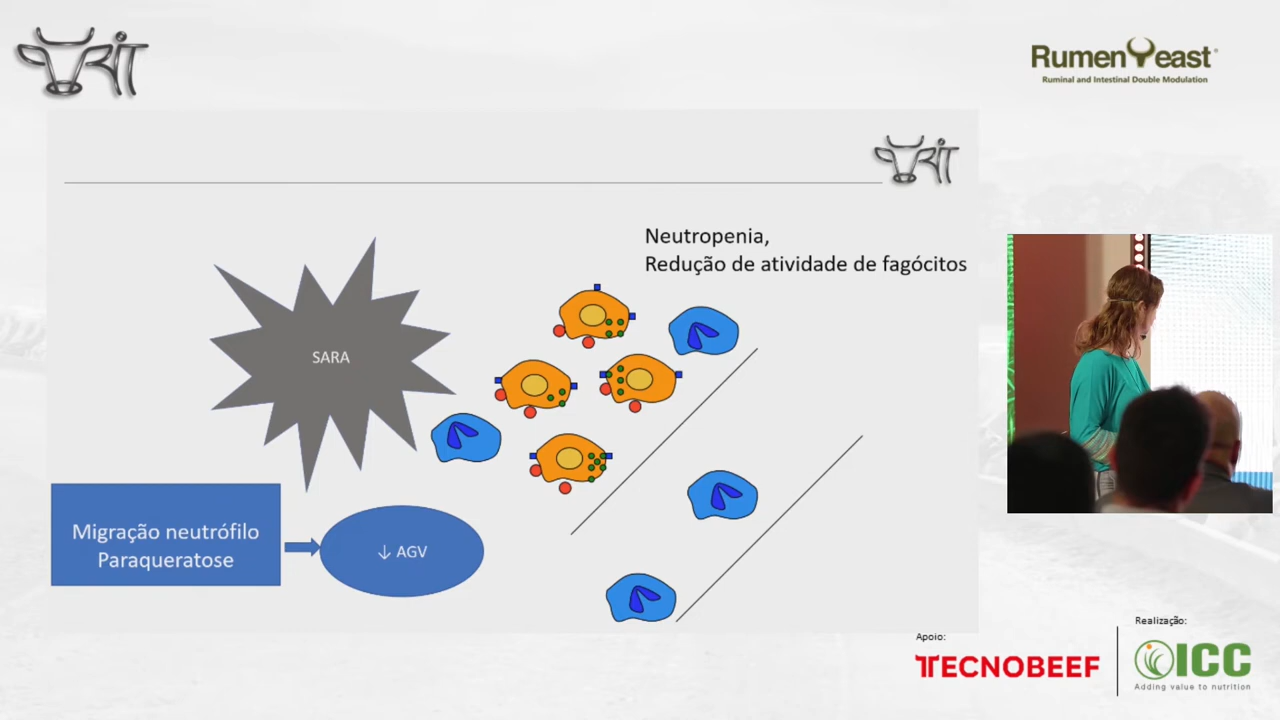 RumenYeast
Ruminal and Intestinal Double Modulation
Neutropenia,
Redução de atividade de fagócitos
SARA
Migração neutrófilo
Paraqueratose
↓ AGV
Apoio:
TECNOBEEF
Realização:
ICC
Adding value to nutrition